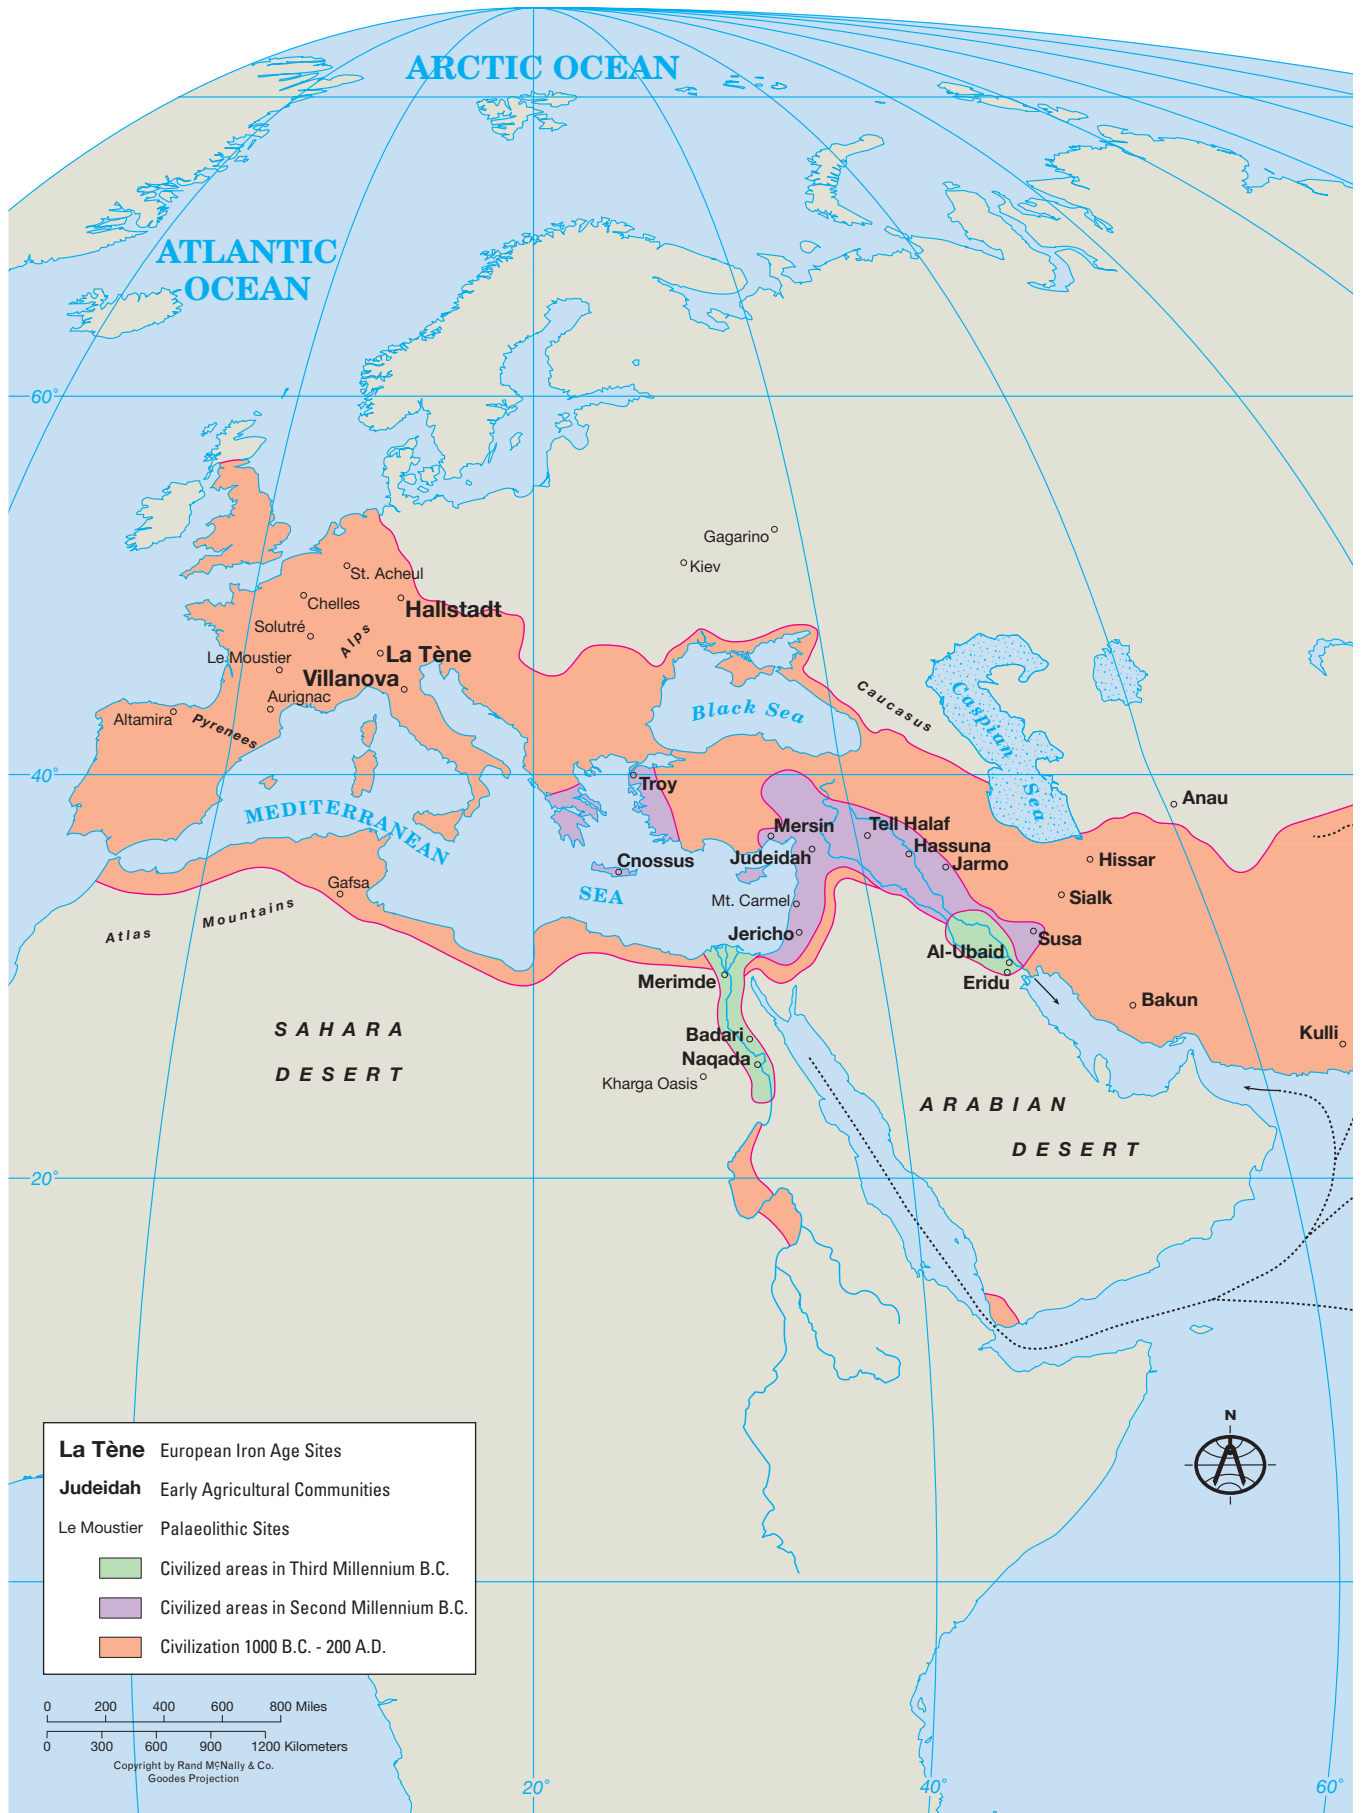 ARCTIC OCEAN
ATLANTIC
OCEAN
60°
Gagarino
Kiev
St. Acheul
Chelles
Hallstadt
Solutré
Alps
La Tène
Le Moustier
Villanova
Aurignac
Altamira
Pyrenees
Black Sea
Caucasus
Caspian Sea
40°
Troy
Anau
MEDITERRANEAN
SEA
Mersin
Tell Halaf
Judeidah
Hassuna
Jarmo
Hissar
Cnossus
Gafsa
Mt. Carmel
Sialk
Atlas Mountains
Jericho
Susa
Al-Ubaid
Merimde
Eridu
Bakun
SAHARA
DESERT
Badari
Kulli
Naqada
Kharga Oasis
ARABIAN
DESERT
20°
N
La Tène European Iron Age Sites
Judeidah Early Agricultural Communities
Le Moustier Palaeolithic Sites
Civilized areas in Third Millennium B.C.
Civilized areas in Second Millennium B.C.
Civilization 1000 B.C. - 200 A.D.
0 200 400 600 800 Miles
0 300 600 900 1200 Kilometers
Copyright by Rand McNally & Co.
Goodes Projection
20° 40° 60°